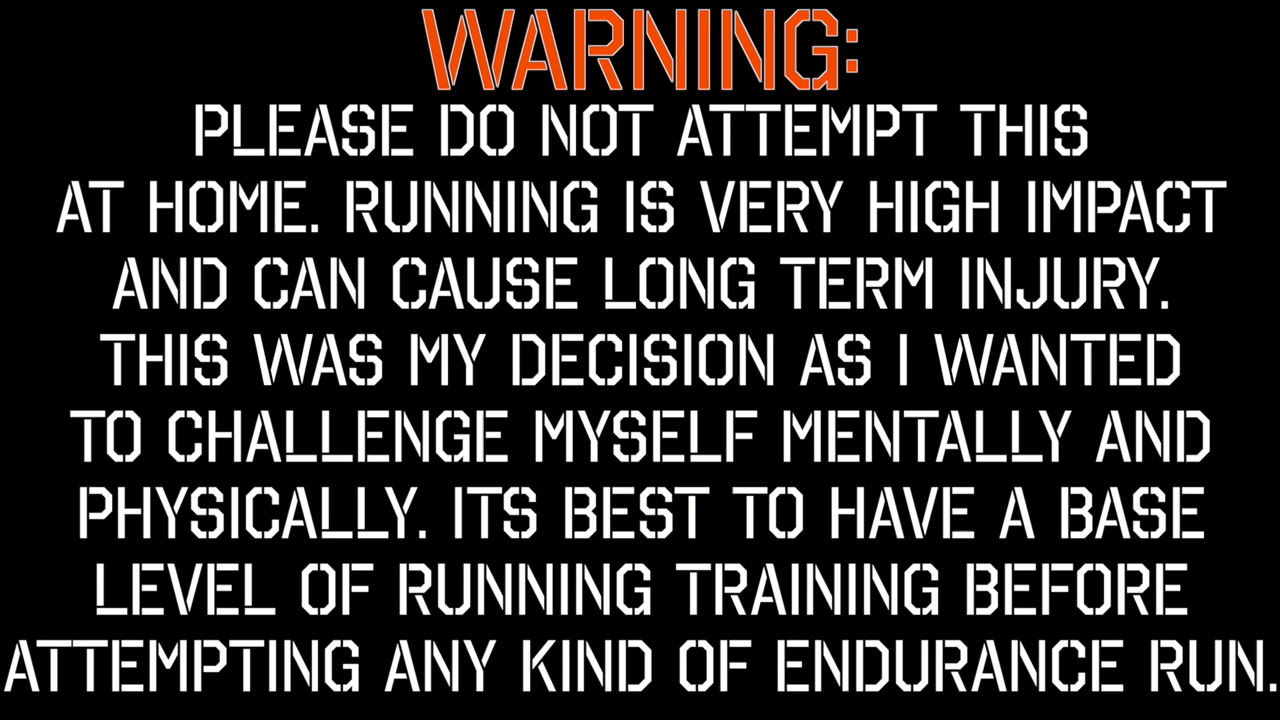 WARNING:
PLEASE DO NOT ATTEMPT THIS
AT HOME. RUNNING IS VERY HIGH IMPACT
AND CAN CAUSE LONG TERM INJURY.
THIS WAS MY DECISION AS I WANTED
TO CHALLENGE MYSELF MENTALLY AND
PHYSICALLY. ITS BEST TO HAVE A BASE
LEVEL OF RUNNING TRAINING BEFORE
ATTEMPTING ANY KIND OF ENDURANCE RUN.